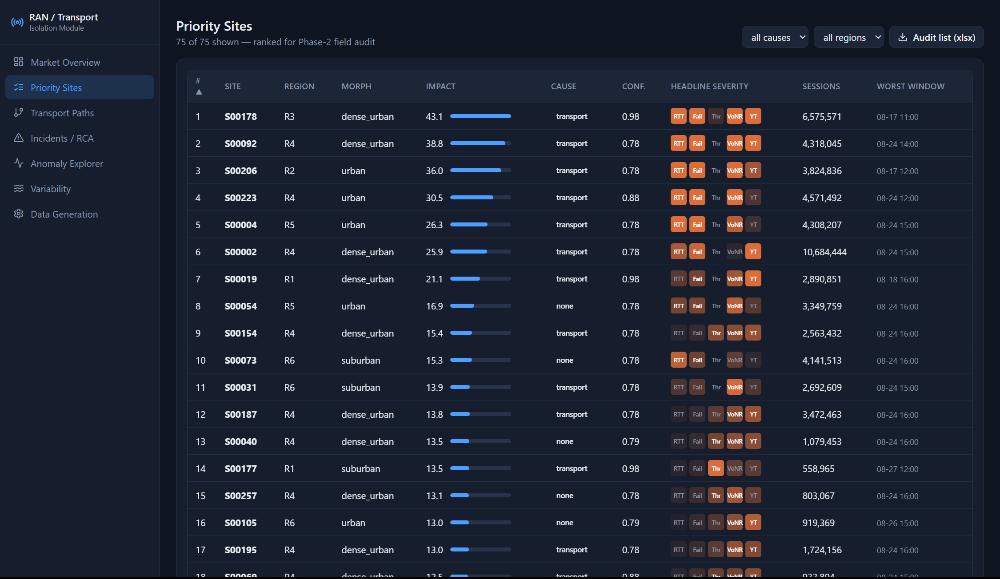 RAN / Transport
Isolation Module
Market Overview
Priority Sites
Transport Paths
Incidents / RCA
Anomaly Explorer
Variability
Data Generation
Priority Sites
75 of 75 shown — ranked for Phase-2 field audit
all causes
all regions
Audit list (xlsx)
# ▲ SITE REGION MORPH IMPACT CAUSE CONF. HEADLINE SEVERITY SESSIONS WORST WINDOW
1 S00178 R3 dense_urban 43.1 transport 0.98 RTT Fail Thr VoNR YT 6,575,571 08-17 11:00
2 S00092 R4 dense_urban 38.8 transport 0.78 RTT Fail Thr VoNR YT 4,318,045 08-24 14:00
3 S00206 R2 urban 36.0 transport 0.78 RTT Fail Thr VoNR YT 3,824,836 08-17 12:00
4 S00223 R4 urban 30.5 transport 0.88 RTT Fail Thr VoNR YT 4,571,492 08-24 12:00
5 S00004 R5 urban 26.3 transport 0.78 RTT Fail Thr VoNR YT 4,308,207 08-24 15:00
6 S00002 R4 dense_urban 25.9 transport 0.78 RTT Fail Thr VoNR YT 10,684,444 08-24 15:00
7 S00019 R1 dense_urban 21.1 transport 0.98 RTT Fail Thr VoNR YT 2,890,851 08-18 16:00
8 S00054 R5 urban 16.9 none 0.78 RTT Fail Thr VoNR YT 3,349,759 08-24 16:00
9 S00154 R4 dense_urban 15.4 transport 0.78 RTT Fail Thr VoNR YT 2,563,432 08-24 16:00
10 S00073 R6 suburban 15.3 none 0.78 RTT Fail Thr VoNR YT 4,141,513 08-24 16:00
11 S00031 R6 suburban 13.9 transport 0.78 RTT Fail Thr VoNR YT 2,692,609 08-24 15:00
12 S00187 R4 dense_urban 13.8 transport 0.78 RTT Fail Thr VoNR YT 3,472,463 08-24 16:00
13 S00040 R4 dense_urban 13.5 none 0.79 RTT Fail Thr VoNR YT 1,079,453 08-24 16:00
14 S00177 R1 suburban 13.5 transport 0.98 RTT Fail Thr VoNR YT 558,965 08-27 12:00
15 S00257 R4 dense_urban 13.1 none 0.78 RTT Fail Thr VoNR YT 803,067 08-24 16:00
16 S00105 R6 urban 13.0 none 0.79 RTT Fail Thr VoNR YT 919,369 08-26 15:00
17 S00195 R4 dense_urban 13.0 transport 0.78 RTT Fail Thr VoNR YT 1,724,156 08-24 16:00
18 S00069 R4 dense_urban 12.5 transport 0.88 RTT Fail Thr VoNR YT 933,804 08-24 15:00